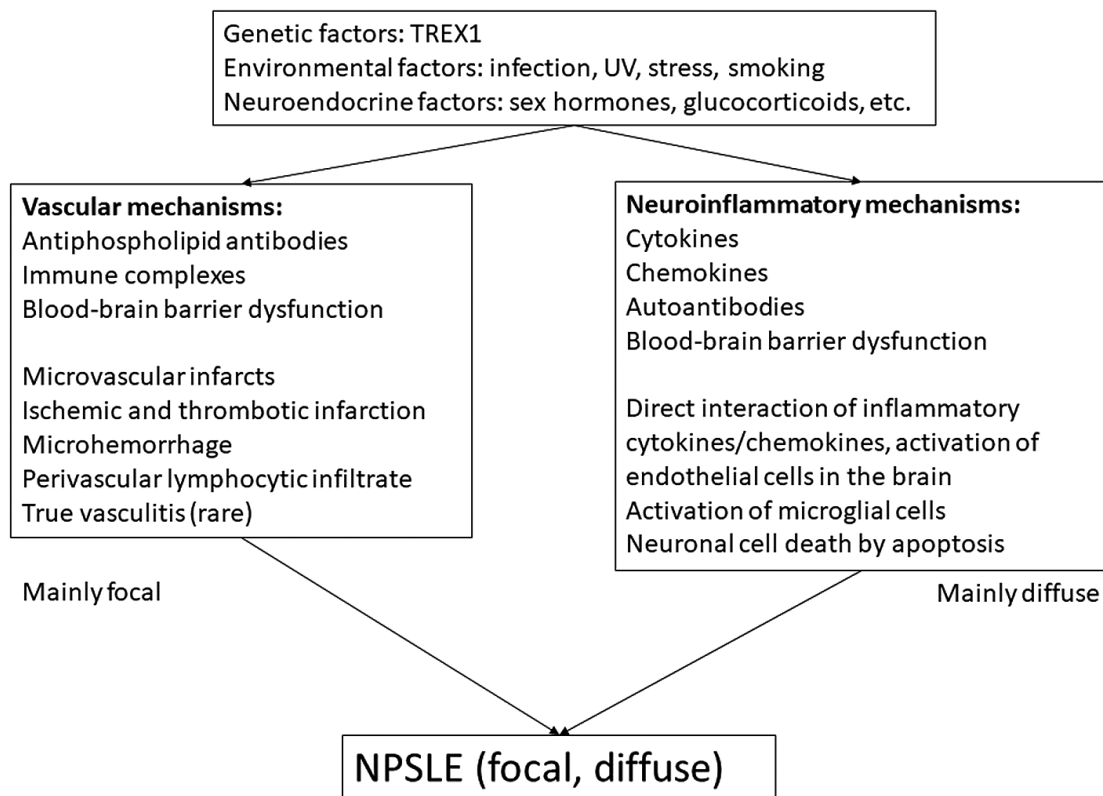 Genetic factors: TREX1
Environmental factors: infection, UV, stress, smoking
Neuroendocrine factors: sex hormones, glucocorticoids, etc.
Vascular mechanisms:
Antiphospholipid antibodies
Immune complexes
Blood-brain barrier dysfunction
Microvascular infarcts
Ischemic and thrombotic infarction
Microhemorrhage
Perivascular lymphocytic infiltrate
True vasculitis (rare)
Mainly focal
Neuroinflammatory mechanisms:
Cytokines
Chemokines
Autoantibodies
Blood-brain barrier dysfunction
Direct interaction of inflammatory
cytokines/chemokines, activation of
endothelial cells in the brain
Activation of microglial cells
Neuronal cell death by apoptosis
Mainly diffuse
NPSLE (focal, diffuse)